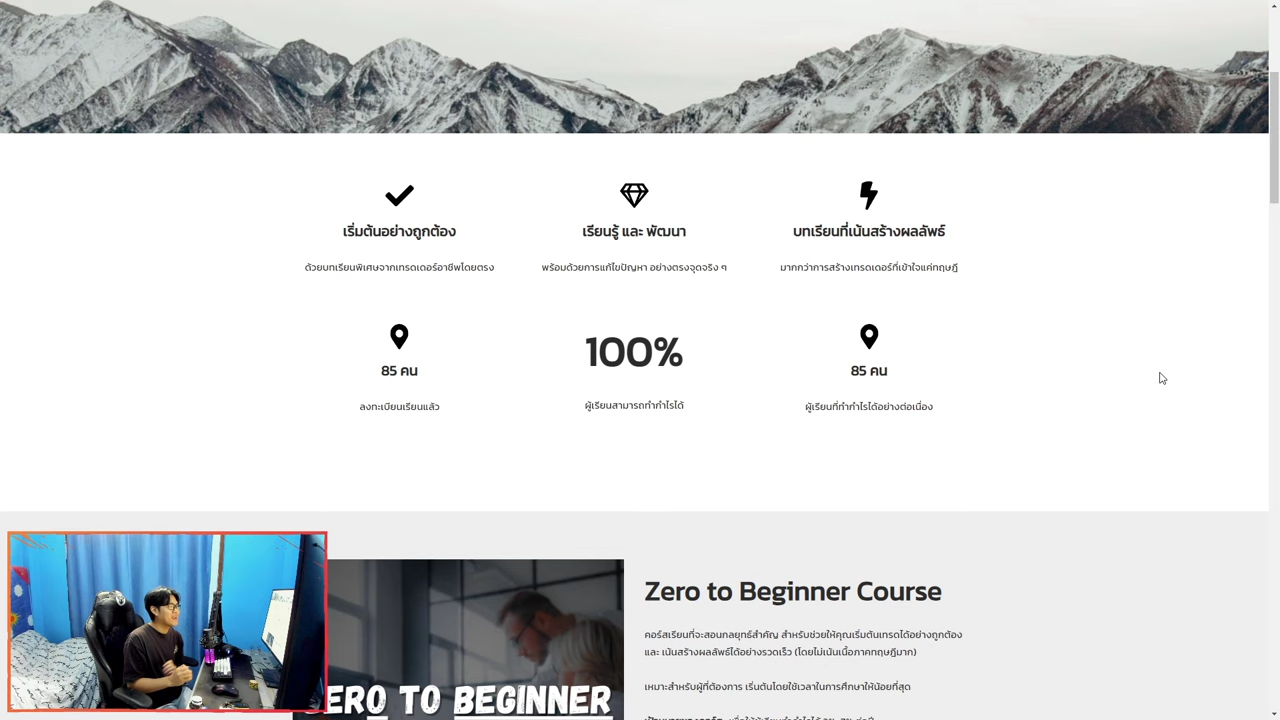 เริ่มต้นอย่างถูกต้อง
ด้วยบทเรียนพิเศษจากเทรดเดอร์อาชีพโดยตรง
เรียนรู้ และ พัฒนา
พร้อมด้วยการแก้ไขปัญหา อย่างตรงจุดจริง ๆ
บทเรียนที่เน้นสร้างผลลัพธ์
มากกว่าการสร้างเทรดเดอร์ที่เข้าใจแค่ทฤษฎี
85 คน
ลงทะเบียนเรียนแล้ว
100%
ผู้เรียนสามารถทำกำไรได้
85 คน
ผู้เรียนที่ทำกำไรได้อย่างต่อเนื่อง
Zero to Beginner Course
คอร์สเรียนที่จะสอนกลยุทธ์สำคัญ สำหรับช่วยให้คุณเริ่มต้นเทรดได้อย่างถูกต้อง
และ เน้นสร้างผลลัพธ์ได้อย่างรวดเร็ว (โดยไม่เน้นเนื้อภาคทฤษฎีมาก)
เหมาะสำหรับผู้ที่ต้องการ เริ่มต้นโดยใช้เวลาในการศึกษาให้น้อยที่สุด
ERO TO BEGINNER